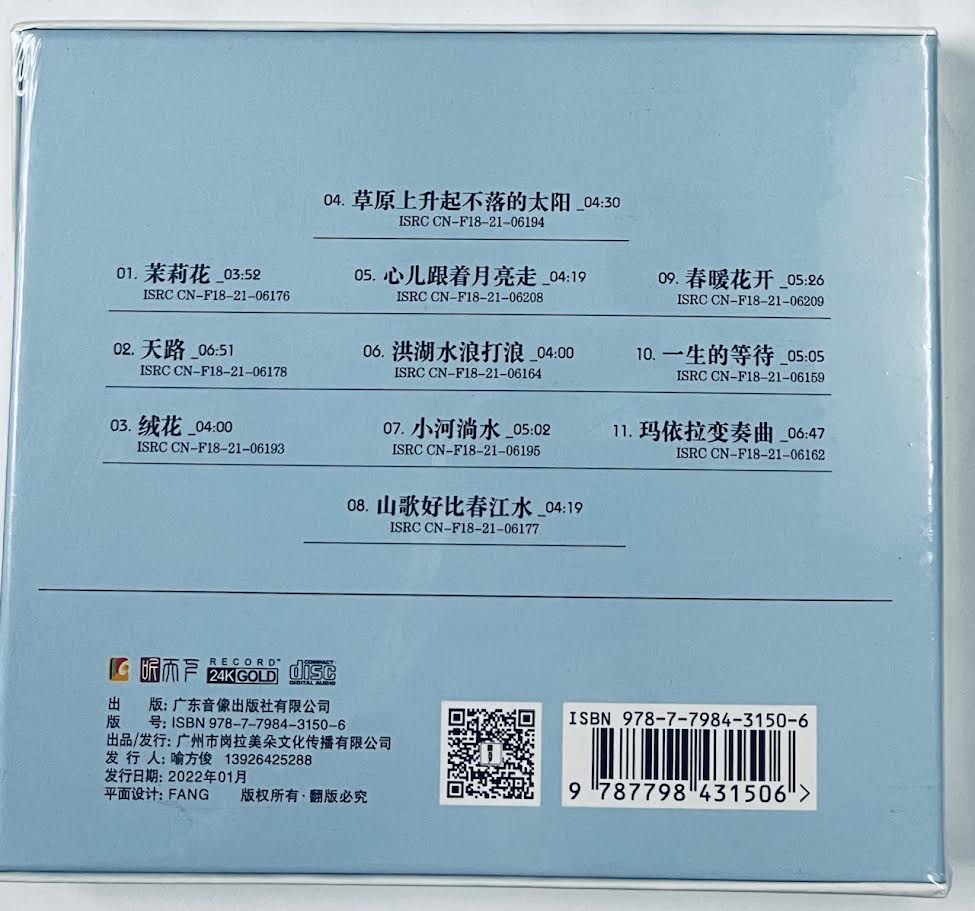 04. 草原上升起不落的太阳 _04:30
ISRC CN-F18-21-06194
01. 茉莉花 _03:52
ISRC CN-F18-21-06176
05. 心儿跟着月亮走 _04:19
ISRC CN-F18-21-06208
09. 春暖花开 _05:26
ISRC CN-F18-21-06209
02. 天路 _06:51
ISRC CN-F18-21-06178
06. 洪湖水浪打浪 _04:00
ISRC CN-F18-21-06164
10. 一生的等待 _05:05
ISRC CN-F18-21-06159
03. 绒花 _04:00
ISRC CN-F18-21-06193
07. 小河淌水 _05:02
ISRC CN-F18-21-06195
11. 玛依拉变奏曲 _06:47
ISRC CN-F18-21-06162
08. 山歌好比春江水 _04:19
ISRC CN-F18-21-06177
RECORD™
24K GOLD
COMPACT
disc
DIGITAL AUDIO
出 版: 广东音像出版社有限公司
版 号: ISBN 978-7-7984-3150-6
出品/发行: 广州市岗拉美朵文化传播有限公司
发 行 人: 喻方俊 13926425288
发行日期: 2022年01月
平面设计: FANG 版权所有·翻版必究
ISBN 978-7-7984-3150-6
9 787798 431506 >